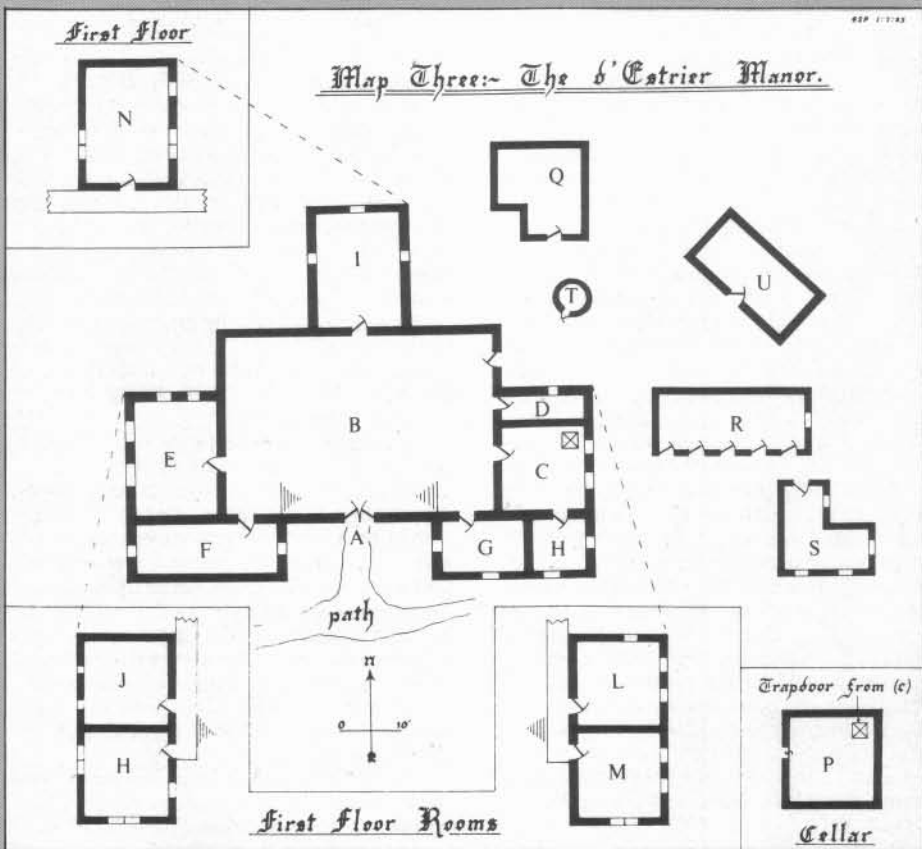 First Floor
N
Map Three:~ The d'Estrier Manor.
Q
I
T
U
B
D
C
E
R
F
A
G
H
S
path
n
0 10'
J
H
L
M
Trapdoor from (c)
P
First Floor Rooms
Cellar